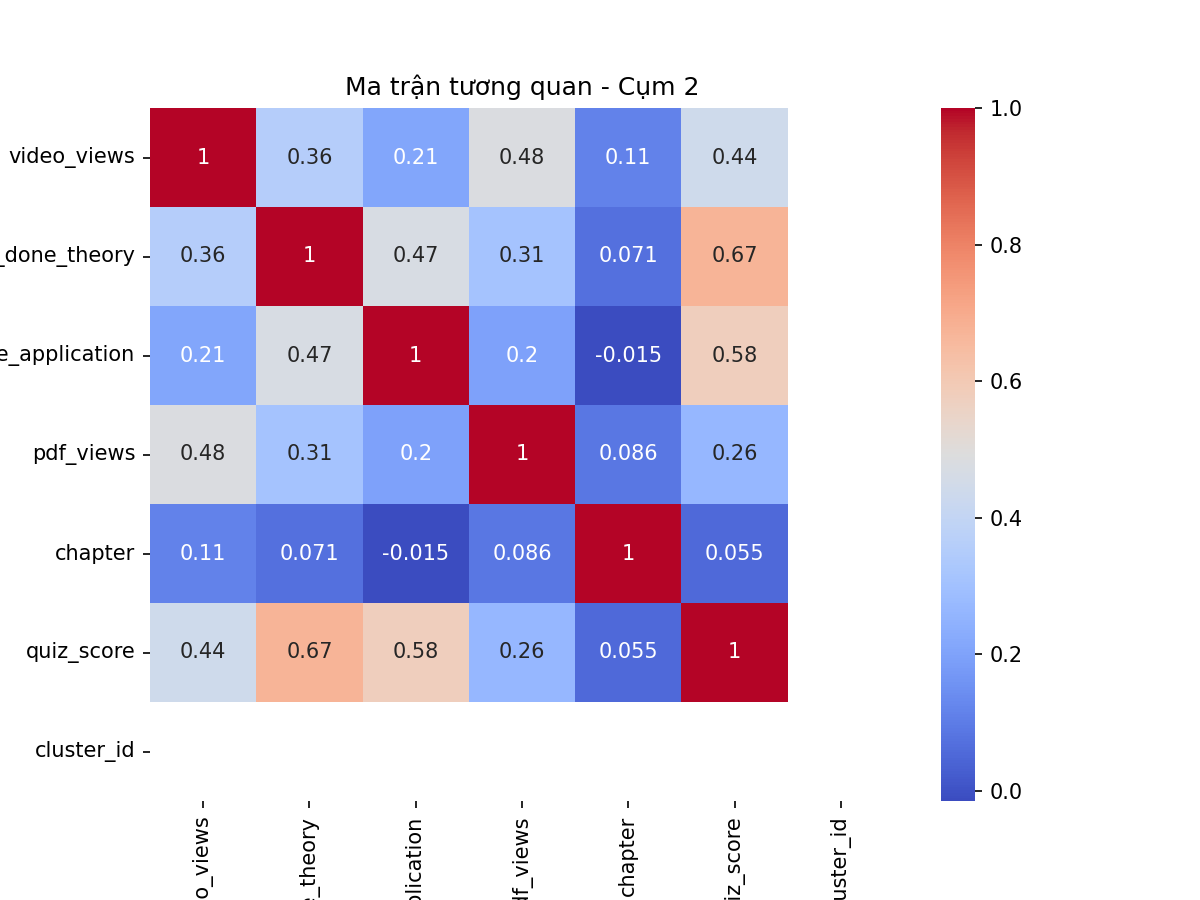 Ma trận tương quan - Cụm 2
video_views 1 0.36 0.21 0.48 0.11 0.44
_done_theory 0.36 1 0.47 0.31 0.071 0.67
e_application 0.21 0.47 1 0.2 -0.015 0.58
pdf_views 0.48 0.31 0.2 1 0.086 0.26
chapter 0.11 0.071 -0.015 0.086 1 0.055
quiz_score 0.44 0.67 0.58 0.26 0.055 1
cluster_id
o_views
e_theory
plication
df_views
chapter
iz_score
uster_id
1.0
0.8
0.6
0.4
0.2
0.0